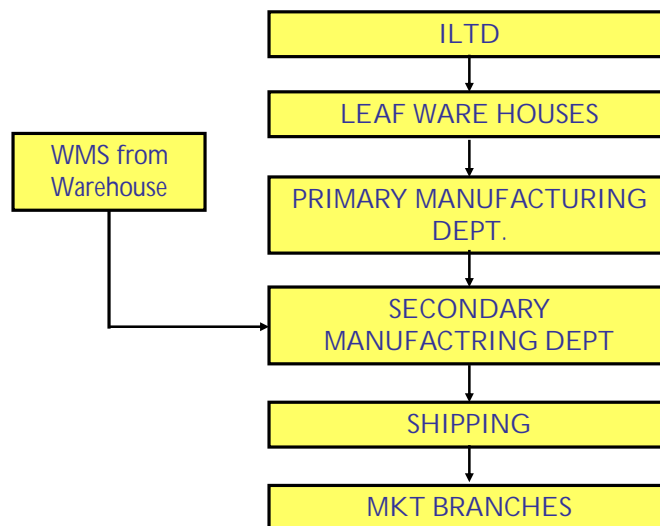 ILTD
LEAF WARE HOUSES
WMS from
Warehouse
PRIMARY MANUFACTURING
DEPT.
SECONDARY
MANUFACTRING DEPT
SHIPPING
MKT BRANCHES